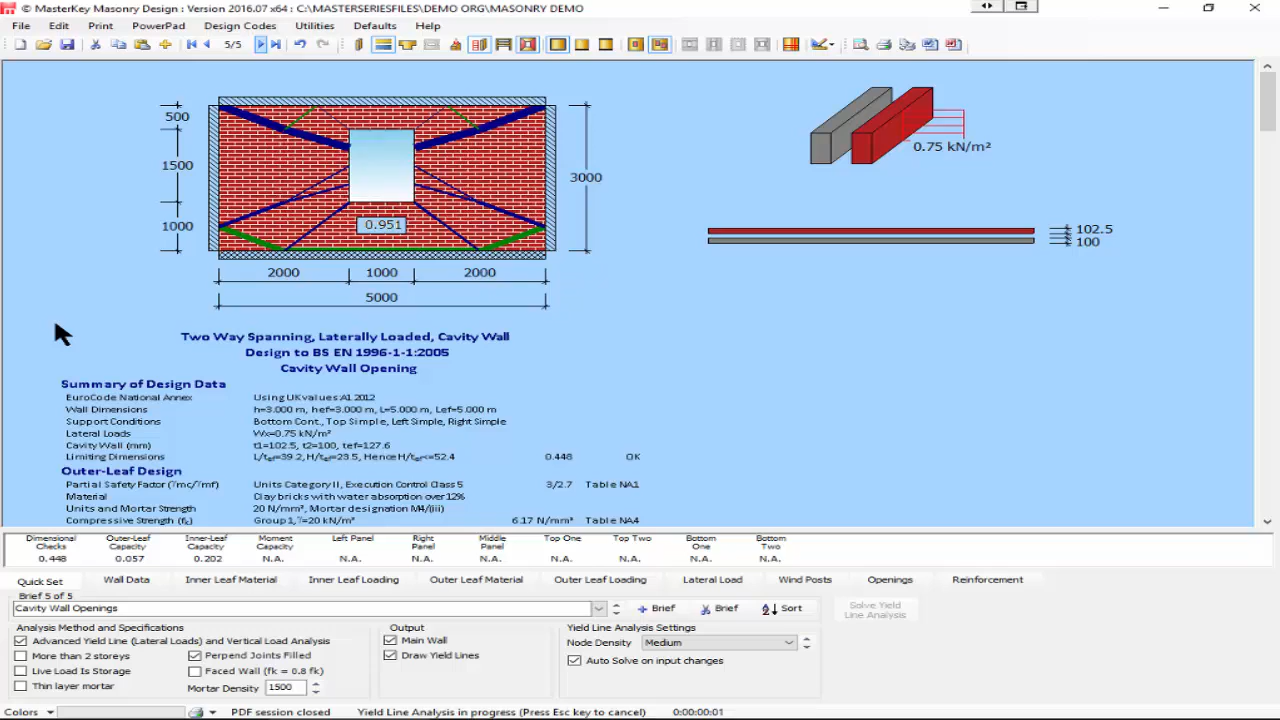 MasterKey Masonry Design : Version 2016.07 x64 : C:\MASTERSERIESFILES\DEMO ORG\MASONRY DEMO
File Edit Print PowerPad Design Codes Utilities Defaults Help
5/5
500
1500
1000
0.951
3000
2000 1000 2000
5000
0.75 kN/m²
102.5
100
Two Way Spanning, Laterally Loaded, Cavity Wall
Design to BS EN 1996-1-1:2005
Cavity Wall Opening
Summary of Design Data
EuroCode National Annex Using UK values A1 2012
Wall Dimensions h=3.000 m, hef=3.000 m, L=5.000 m, Lef=5.000 m
Support Conditions Bottom Cont., Top Simple, Left Simple, Right Simple
Lateral Loads Wx=0.75 kN/m²
Cavity Wall (mm) t1=102.5, t2=100, tef=127.6
Limiting Dimensions L/tef=39.2, H/tef=23.5, Hence H/tef<=52.4 0.448 OK
Outer-Leaf Design
Partial Safety Factor (γmc/γmf) Units Category II, Execution Control Class 5 3/2.7 Table NA1
Material Clay bricks with water absorption over 12%
Units and Mortar Strength 20 N/mm², Mortar designation M4/(iii)
Compressive Strength (fk) Group 1, γ=20 kN/m³ 6.17 N/mm² Table NA4
Dimensional Checks Outer-Leaf Capacity Inner-Leaf Capacity Moment Capacity Left Panel Right Panel Middle Panel Top One Top Two Bottom One Bottom Two
0.448 0.057 0.202 N.A. N.A. N.A. N.A. N.A. N.A. N.A. N.A.
Quick Set Wall Data Inner Leaf Material Inner Leaf Loading Outer Leaf Material Outer Leaf Loading Lateral Load Wind Posts Openings Reinforcement
Brief 5 of 5
Cavity Wall Openings Brief Brief Sort Solve Yield Line Analysis
Analysis Method and Specific
Advanced Yield Line (Lateral Loads) and Vertical Load Analysis
More than 2 storeys Perpend Joints Filled
Live Load Is Storage Faced Wall (fk = 0.8 fk)
Thin layer mortar Mortar Density 1500
Output
Main Wall
Draw Yield Lines
Yield Line Analysis Settings
Node Density Medium
Auto Solve on input changes
Colors PDF session closed Yield Line Analysis in progress (Press Esc key to cancel) 0:00:00:01